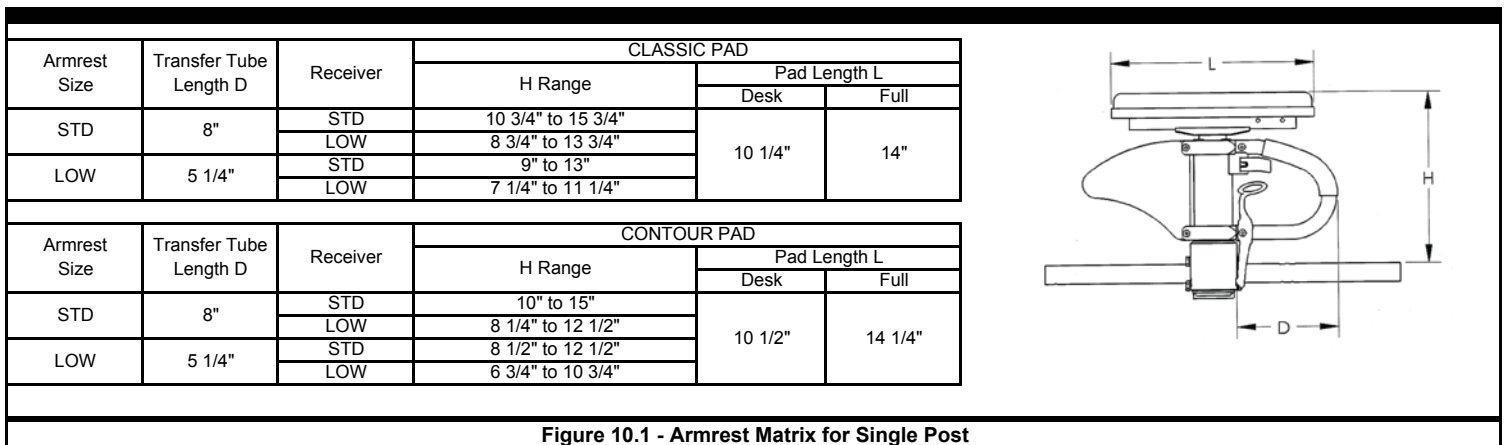 Armrest Size Transfer Tube Length D Receiver CLASSIC PAD
H Range Pad Length L
Desk Full
STD 8" STD 10 3/4" to 15 3/4" 10 1/4" 14"
LOW 8 3/4" to 13 3/4"
LOW 5 1/4" STD 9" to 13"
LOW 7 1/4" to 11 1/4"
Armrest Size Transfer Tube Length D Receiver CONTOUR PAD
H Range Pad Length L
Desk Full
STD 8" STD 10" to 15" 10 1/2" 14 1/4"
LOW 8 1/4" to 12 1/2"
LOW 5 1/4" STD 8 1/2" to 12 1/2"
LOW 6 3/4" to 10 3/4"
L
H
D
Figure 10.1 - Armrest Matrix for Single Post